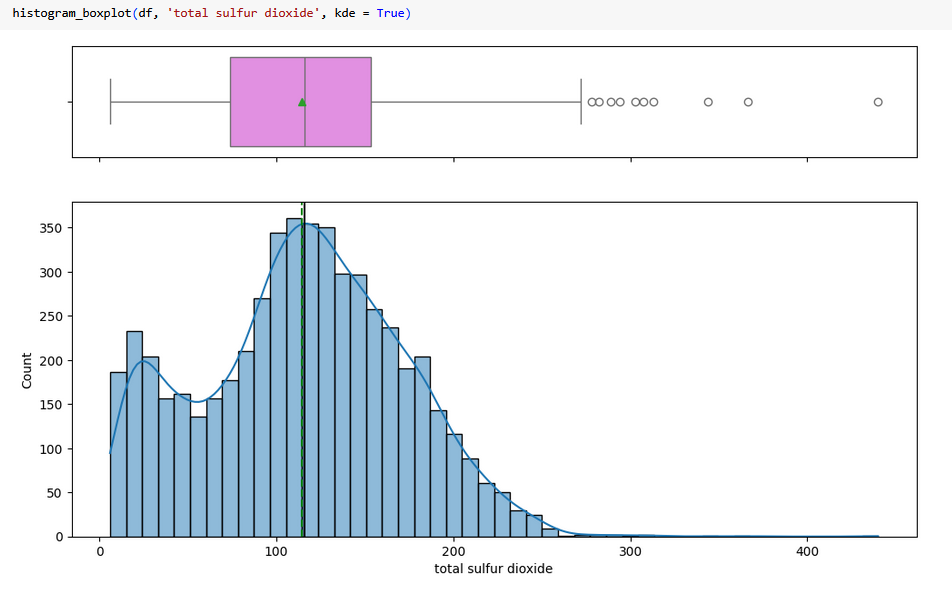 histogram_boxplot(df, 'total sulfur dioxide', kde = True)
350
300
250
200
150
100
50
0
Count
0 100 200 300 400
total sulfur dioxide